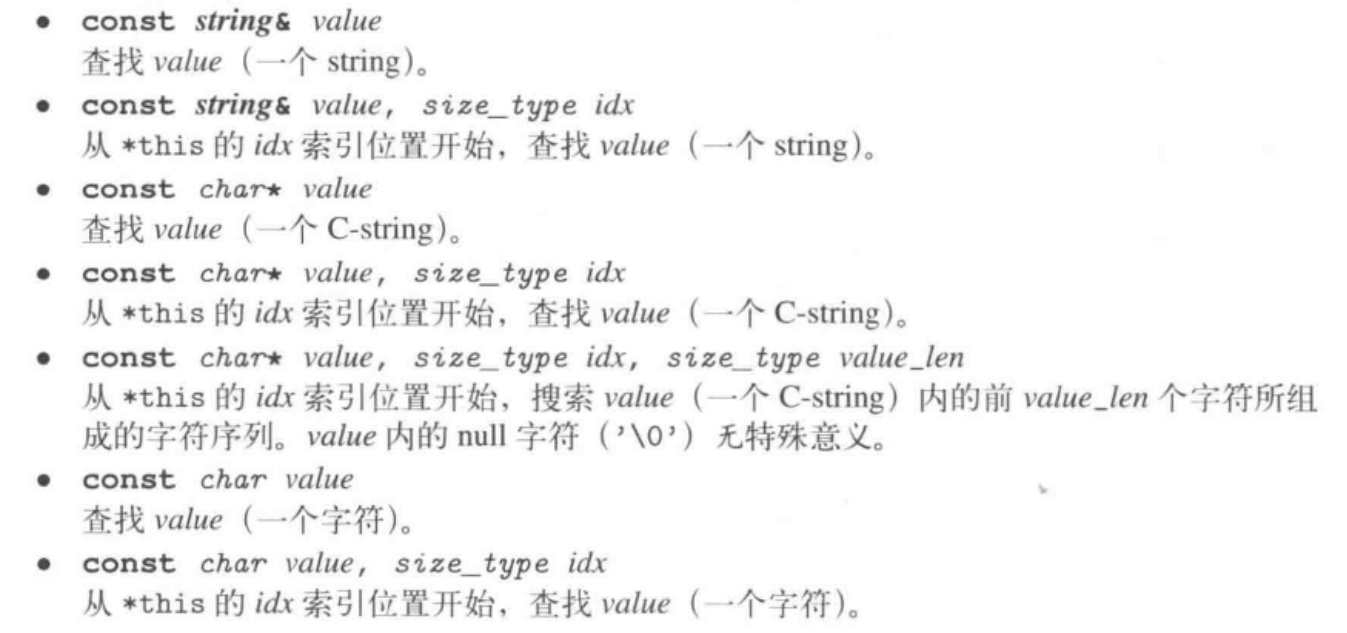 • const string& value
查找 value（一个 string）。
• const string& value, size_type idx
从 *this 的 idx 索引位置开始，查找 value（一个 string）。
• const char* value
查找 value（一个 C-string）。
• const char* value, size_type idx
从 *this 的 idx 索引位置开始，查找 value（一个 C-string）。
• const char* value, size_type idx, size_type value_len
从 *this 的 idx 索引位置开始，搜索 value（一个 C-string）内的前 value_len 个字符所组
成的字符序列。value 内的 null 字符（'\0'）无特殊意义。
• const char value
查找 value（一个字符）。
• const char value, size_type idx
从 *this 的 idx 索引位置开始，查找 value（一个字符）。